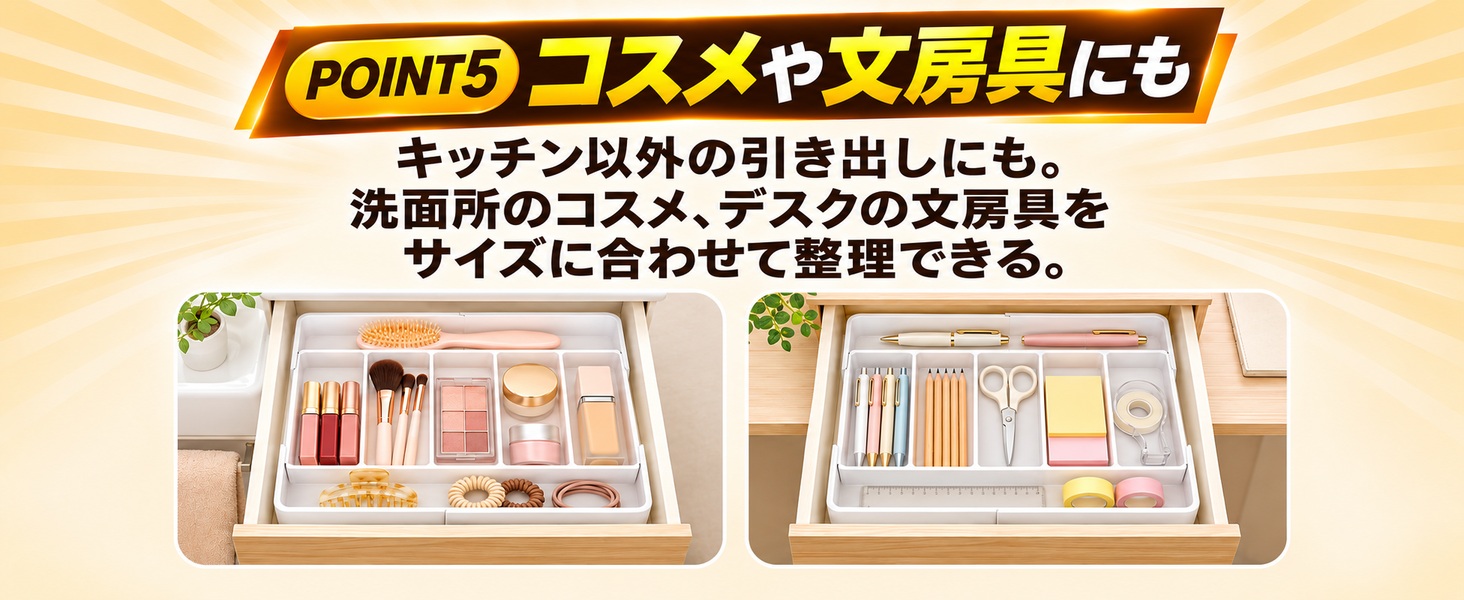 POINT5 コスメや文房具にも
キッチン以外の引き出しにも。
洗面所のコスメ、デスクの文房具を
サイズに合わせて整理できる。